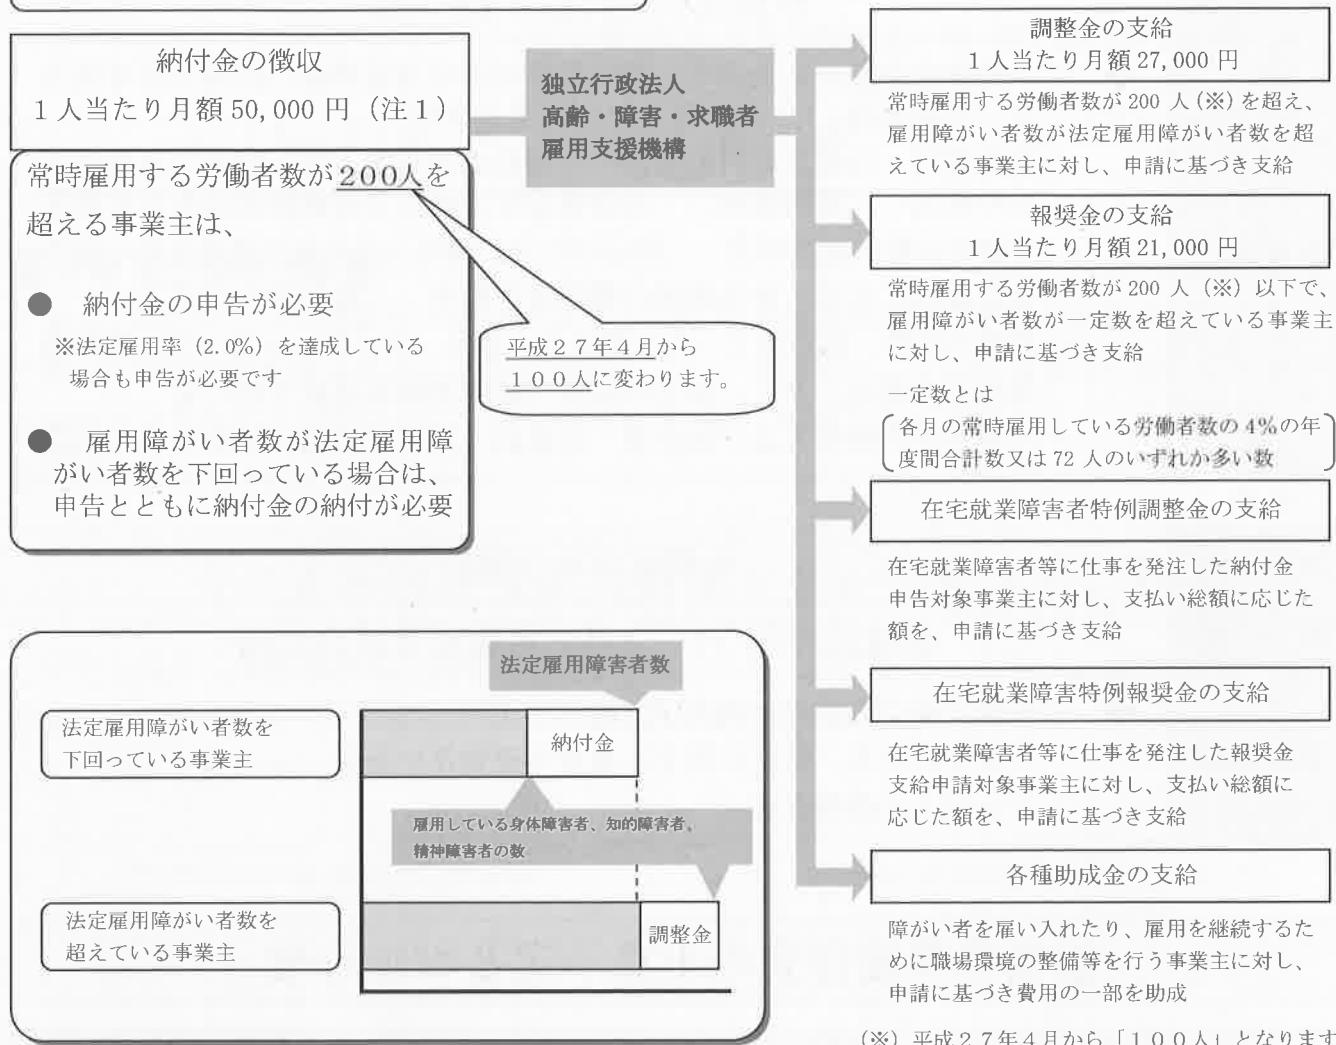 納付金の徴収
1人当たり月額 50,000 円（注１）
常時雇用する労働者数が200人を
超える事業主は、
● 納付金の申告が必要
※法定雇用率（2.0%）を達成している
場合も申告が必要です
● 雇用障がい者数が法定雇用障
がい者数を下回っている場合は、
申告とともに納付金の納付が必要
平成２７年４月から
１００人に変わります。
独立行政法人
高齢・障害・求職者
雇用支援機構
調整金の支給
1人当たり月額 27,000 円
常時雇用する労働者数が 200 人（※）を超え、
雇用障がい者数が法定雇用障がい者数を超
えている事業主に対し、申請に基づき支給
報奨金の支給
1人当たり月額 21,000 円
常時雇用する労働者数が 200 人（※）以下で、
雇用障がい者数が一定数を超えている事業主
に対し、申請に基づき支給
一定数とは
各月の常時雇用している労働者数の 4%の年
度間合計数又は 72 人のいずれか多い数
在宅就業障害者特例調整金の支給
在宅就業障害者等に仕事を発注した納付金
申告対象事業主に対し、支払い総額に応じた
額を、申請に基づき支給
在宅就業障害特例報奨金の支給
在宅就業障害者等に仕事を発注した報奨金
支給申請対象事業主に対し、支払い総額に
応じた額を、申請に基づき支給
各種助成金の支給
障がい者を雇い入れたり、雇用を継続するた
めに職場環境の整備等を行う事業主に対し、
申請に基づき費用の一部を助成
（※）平成２７年４月から「１００人」となります
法定雇用障害者数
法定雇用障がい者数を
下回っている事業主
納付金
雇用している身体障害者、知的障害者、
精神障害者の数
法定雇用障がい者数を
超えている事業主
調整金